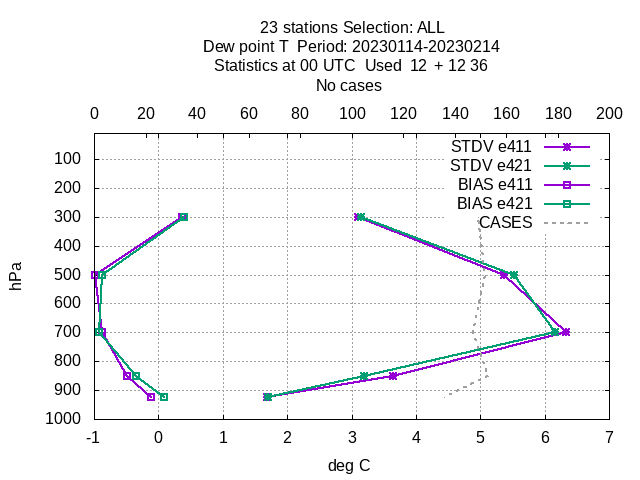 23 stations Selection: ALL
Dew point T  Period: 20230114-20230214
Statistics at 00 UTC  Used  12 + 12 36
No cases
0 20 40 60 80 100 120 140 160 180 200
STDV e411
STDV e421
BIAS e411
BIAS e421
CASES
100
200
300
400
500
600
700
800
900
1000
hPa
-1 0 1 2 3 4 5 6 7
deg C